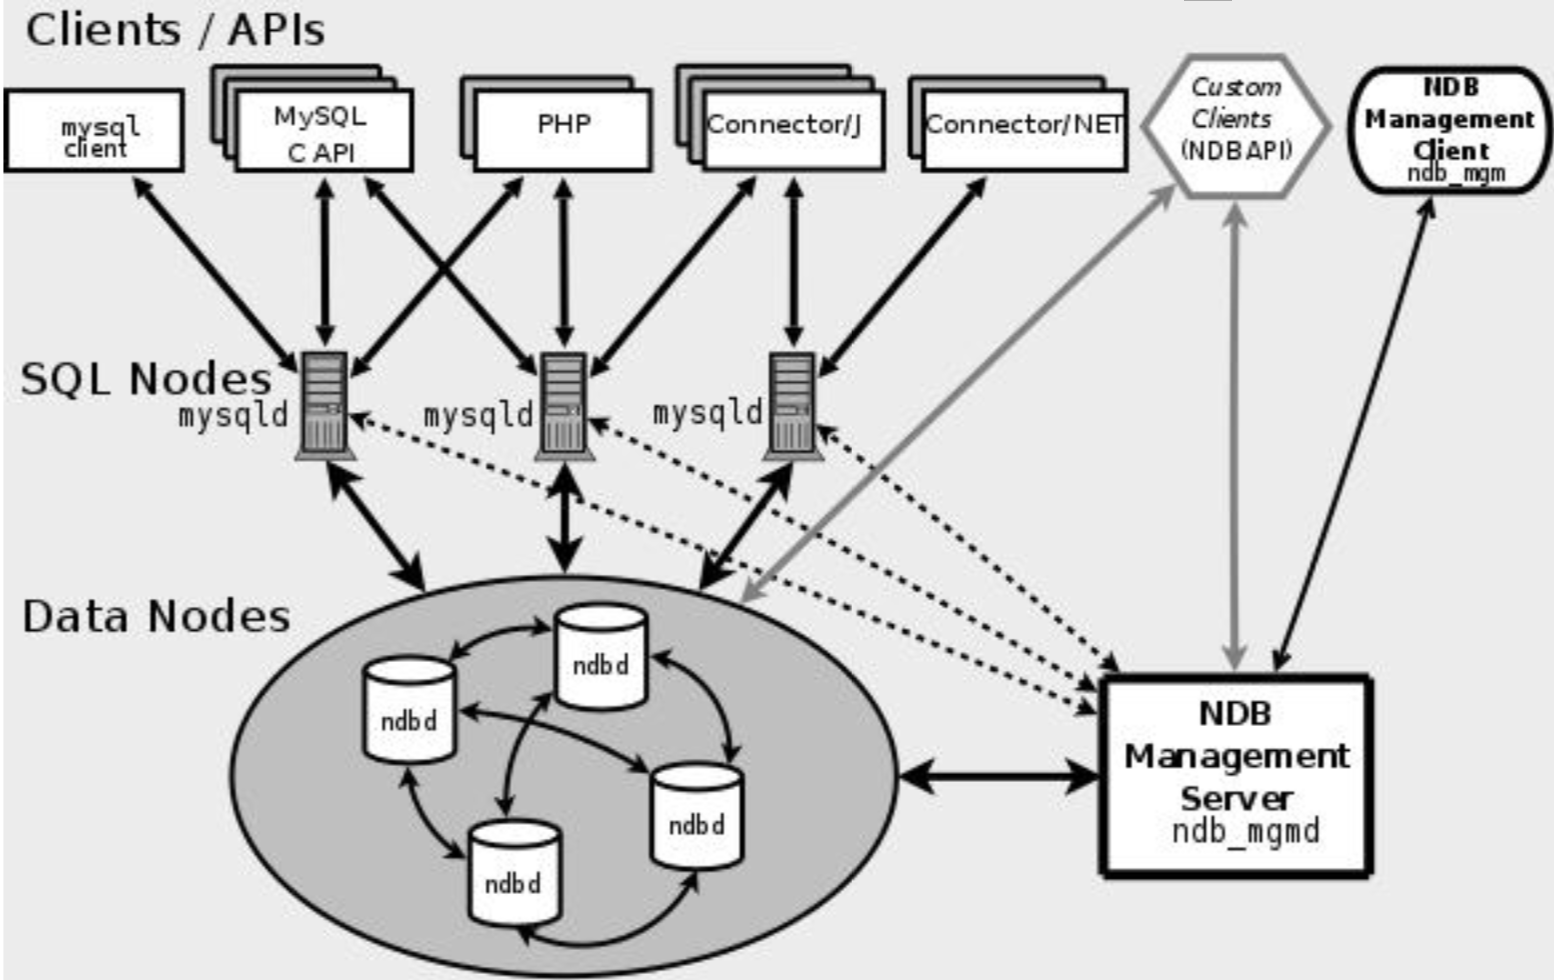 Clients / APIs
mysql
client
MySQL
C API
PHP
Connector/J
Connector/NET
Custom
Clients
(NDBAPI)
NDB
Management
Client
ndb_mgm
SQL Nodes
mysqld
mysqld
mysqld
Data Nodes
ndbd
ndbd
ndbd
ndbd
NDB
Management
Server
ndb_mgmd